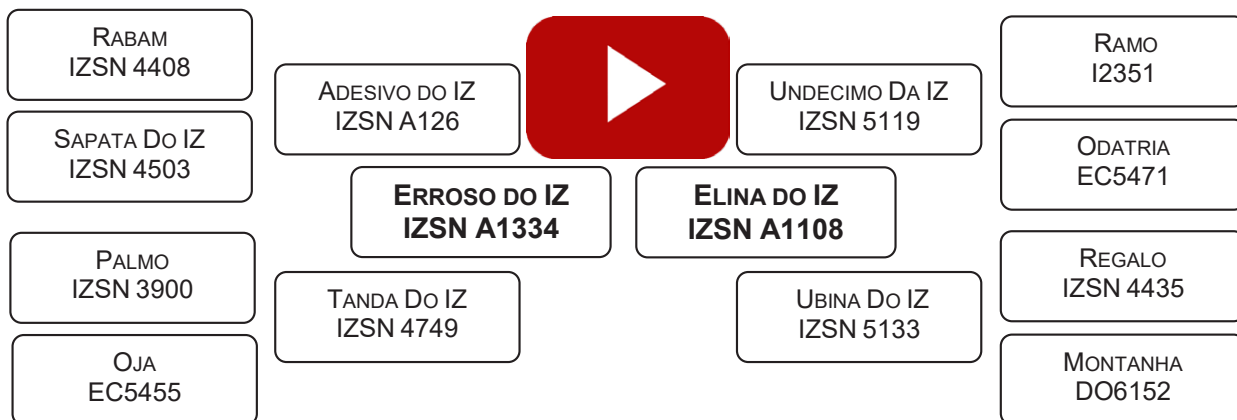 Rabam
IZSN 4408
Sapata Do IZ
IZSN 4503
Palmo
IZSN 3900
Oja
EC5455
Adesivo do IZ
IZSN A126
Tanda Do IZ
IZSN 4749
Erroso do IZ
IZSN A1334
Elina do IZ
IZSN A1108
Undecimo Da IZ
IZSN 5119
Ubina Do IZ
IZSN 5133
Ramo
I2351
Odatria
EC5471
Regalo
IZSN 4435
Montanha
DO6152